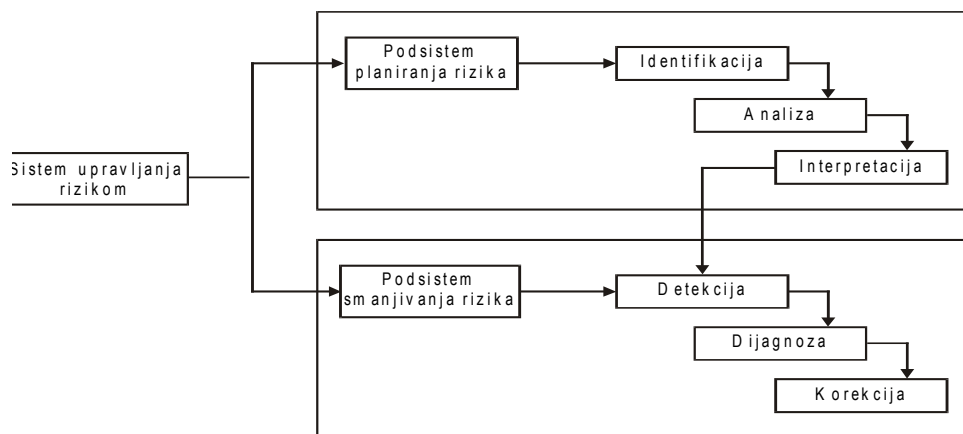 Podsistem
planiranja rizika
Identifikacija
Analiza
Interpretacija
Sistem upravljanja
rizikom
Podsistem
smanjivanja rizika
Detekcija
Dijagnoza
Korekcija